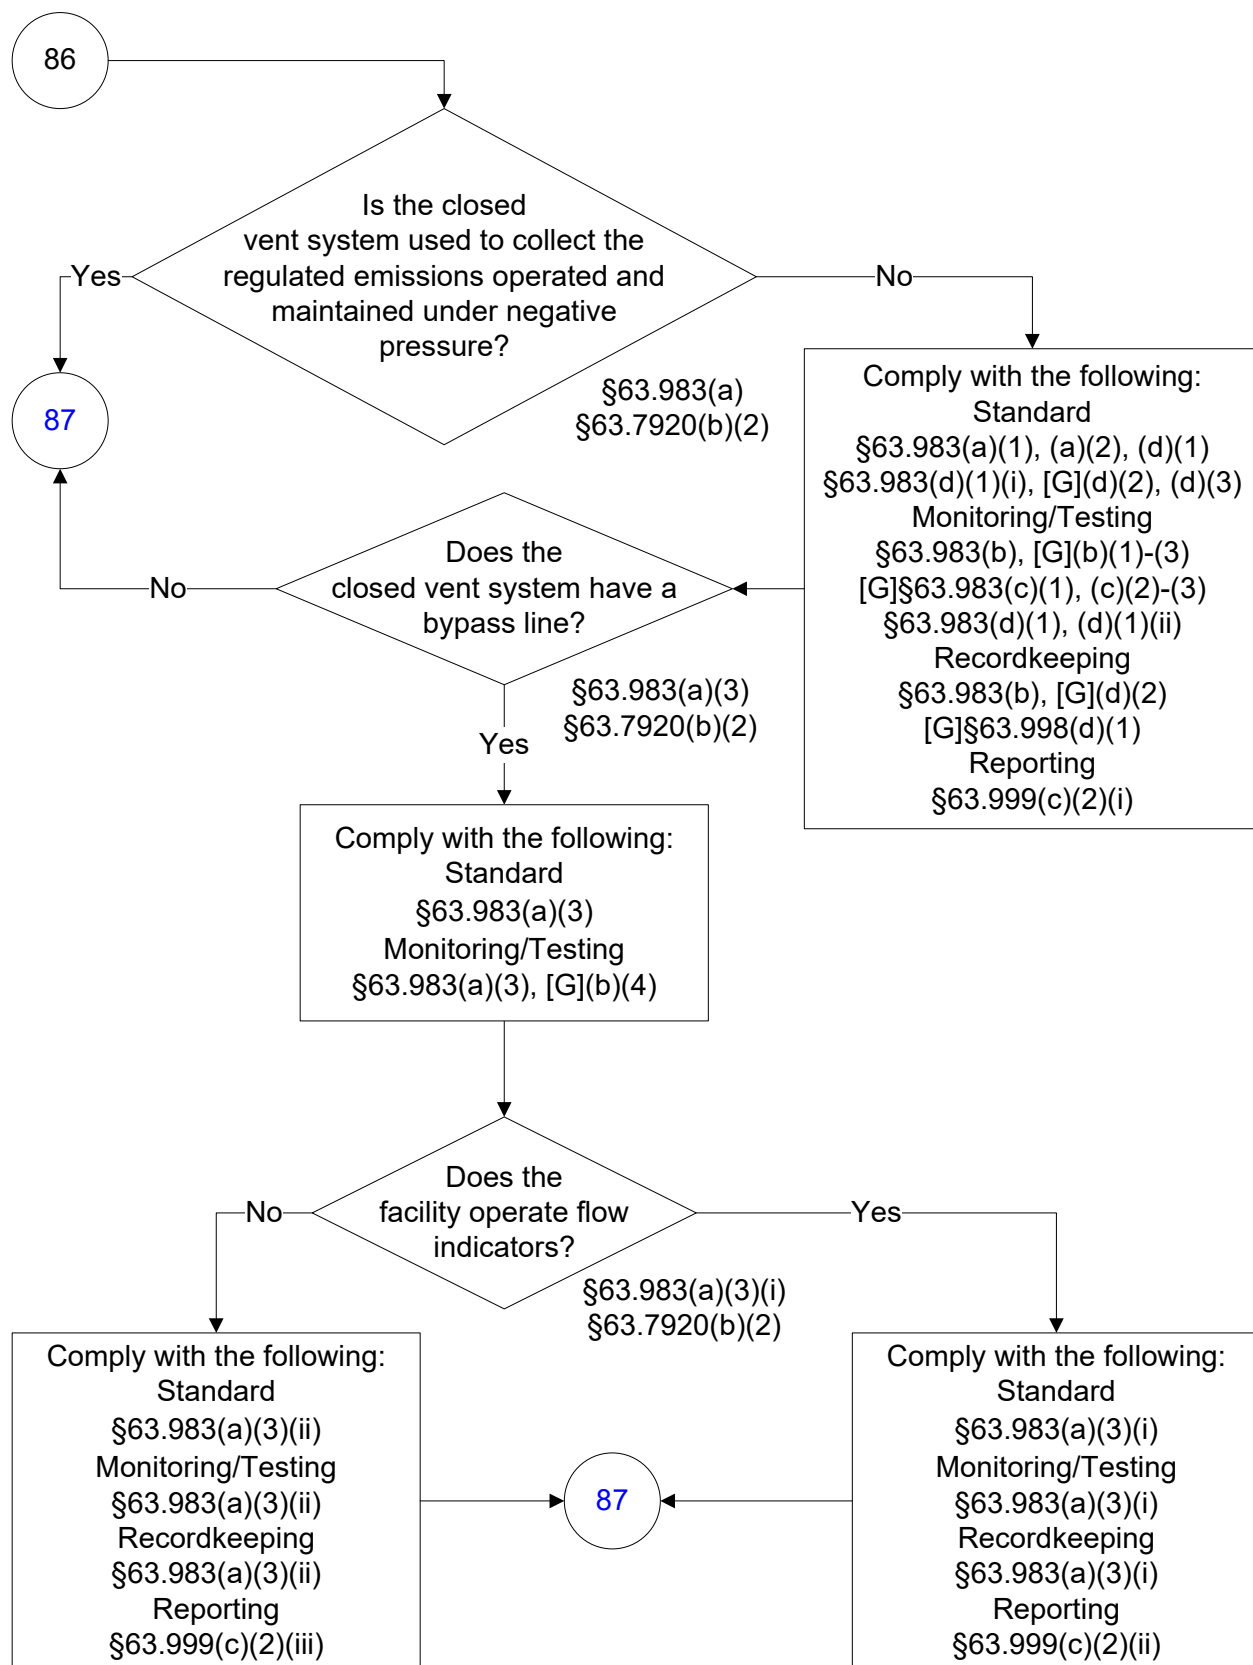 86
Is the closed
vent system used to collect the
regulated emissions operated and
maintained under negative
pressure?
Yes
No
§63.983(a)
§63.7920(b)(2)
87
Comply with the following:
Standard
§63.983(a)(1), (a)(2), (d)(1)
§63.983(d)(1)(i), [G](d)(2), (d)(3)
Monitoring/Testing
§63.983(b), [G](b)(1)-(3)
[G]§63.983(c)(1), (c)(2)-(3)
§63.983(d)(1), (d)(1)(ii)
Recordkeeping
§63.983(b), [G](d)(2)
[G]§63.998(d)(1)
Reporting
§63.999(c)(2)(i)
Does the
closed vent system have a
bypass line?
No
§63.983(a)(3)
§63.7920(b)(2)
Yes
Comply with the following:
Standard
§63.983(a)(3)
Monitoring/Testing
§63.983(a)(3), [G](b)(4)
Does the
facility operate flow
indicators?
No
Yes
§63.983(a)(3)(i)
§63.7920(b)(2)
Comply with the following:
Standard
§63.983(a)(3)(ii)
Monitoring/Testing
§63.983(a)(3)(ii)
Recordkeeping
§63.983(a)(3)(ii)
Reporting
§63.999(c)(2)(iii)
87
Comply with the following:
Standard
§63.983(a)(3)(i)
Monitoring/Testing
§63.983(a)(3)(i)
Recordkeeping
§63.983(a)(3)(i)
Reporting
§63.999(c)(2)(ii)